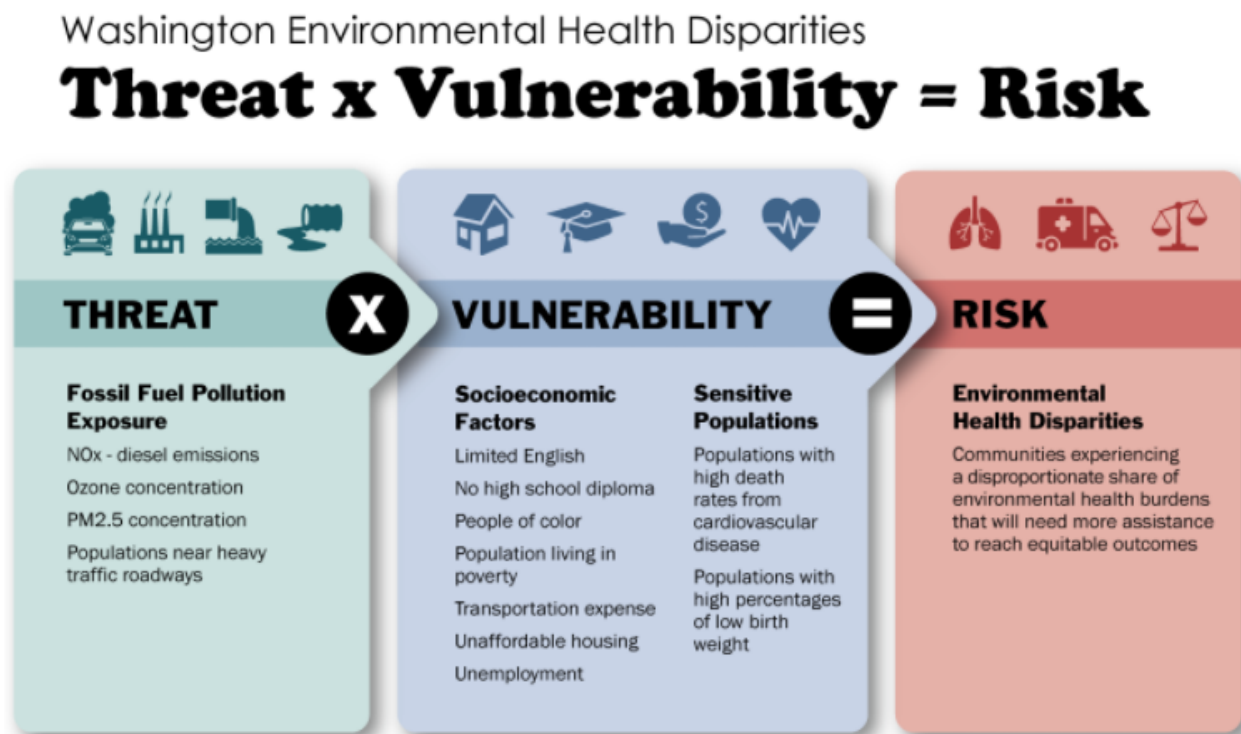 Washington Environmental Health Disparities
Threat x Vulnerability = Risk
$
THREAT
X
VULNERABILITY
=
RISK
Fossil Fuel Pollution
Exposure
NOx - diesel emissions
Ozone concentration
PM2.5 concentration
Populations near heavy
traffic roadways
Socioeconomic
Factors
Limited English
No high school diploma
People of color
Population living in
poverty
Transportation expense
Unaffordable housing
Unemployment
Sensitive
Populations
Populations with
high death
rates from
cardiovascular
disease
Populations with
high percentages
of low birth
weight
Environmental
Health Disparities
Communities experiencing
a disproportionate share of
environmental health burdens
that will need more assistance
to reach equitable outcomes